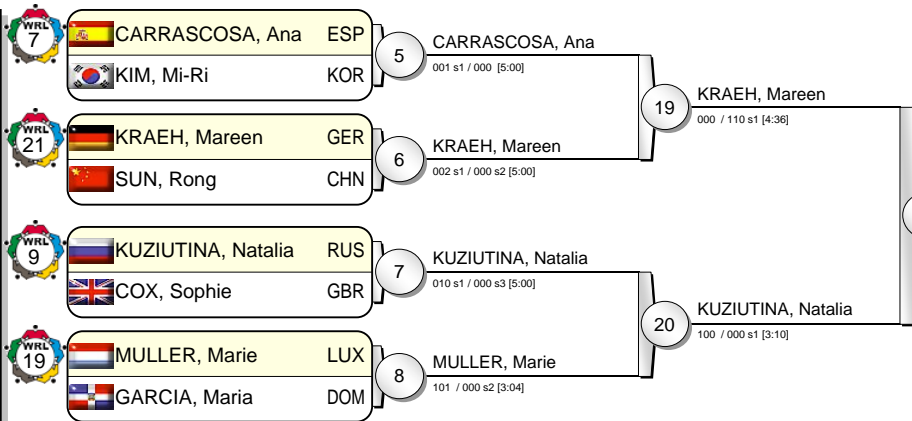 WRL
7
CARRASCOSA, Ana ESP
KIM, Mi-Ri KOR
5
CARRASCOSA, Ana
001 s1 / 000 [5:00]
WRL
21
KRAEH, Mareen GER
SUN, Rong CHN
6
KRAEH, Mareen
002 s1 / 000 s2 [5:00]
19
KRAEH, Mareen
000 / 110 s1 [4:36]
WRL
9
KUZIUTINA, Natalia RUS
COX, Sophie GBR
7
KUZIUTINA, Natalia
010 s1 / 000 s3 [5:00]
WRL
19
MULLER, Marie LUX
GARCIA, Maria DOM
8
MULLER, Marie
101 / 000 s2 [3:04]
20
KUZIUTINA, Natalia
100 / 000 s1 [3:10]